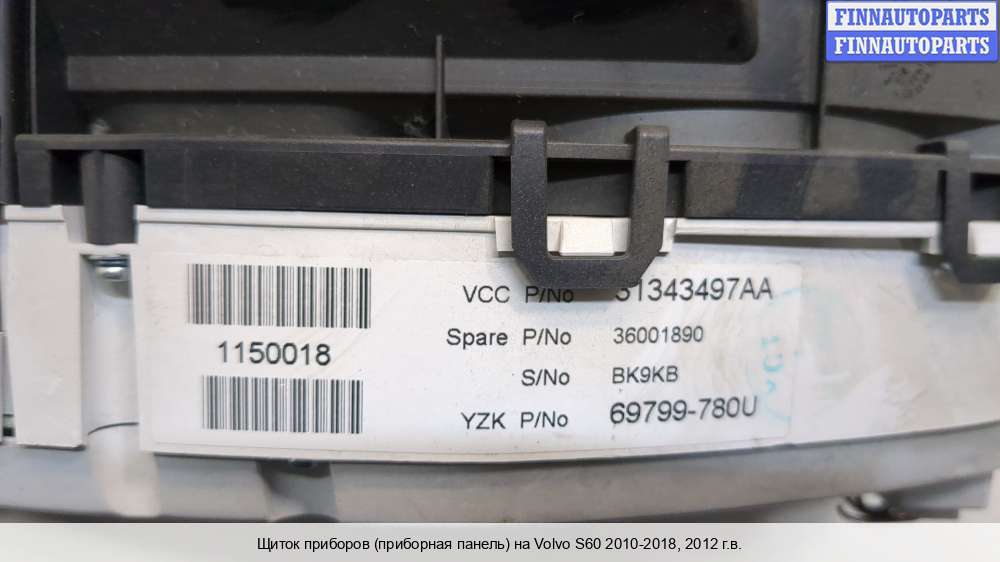 FINNAUTOPARTS
FINNAUTOPARTS
VCC P/No 31343497AA
Spare P/No 36001890
1150018
S/No BK9KB
YZK P/No 69799-780U
Щиток приборов (приборная панель) на Volvo S60 2010-2018, 2012 г.в.